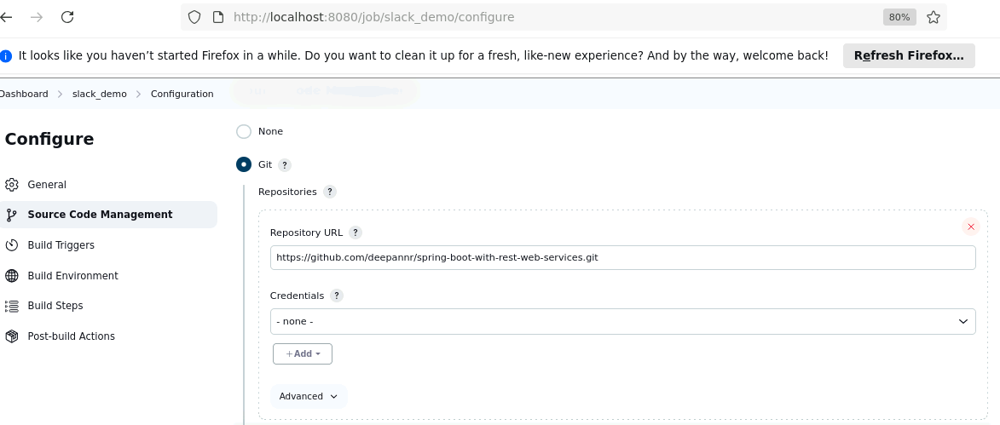 http://localhost:8080/job/slack_demo/configure 80%
It looks like you haven’t started Firefox in a while. Do you want to clean it up for a fresh, like-new experience? And by the way, welcome back! Refresh Firefox...
Dashboard > slack_demo > Configuration
Configure
General
Source Code Management
Build Triggers
Build Environment
Build Steps
Post-build Actions
None
Git ?
Repositories ?
Repository URL ?
https://github.com/deepannr/spring-boot-with-rest-web-services.git
Credentials ?
- none -
+Add
Advanced